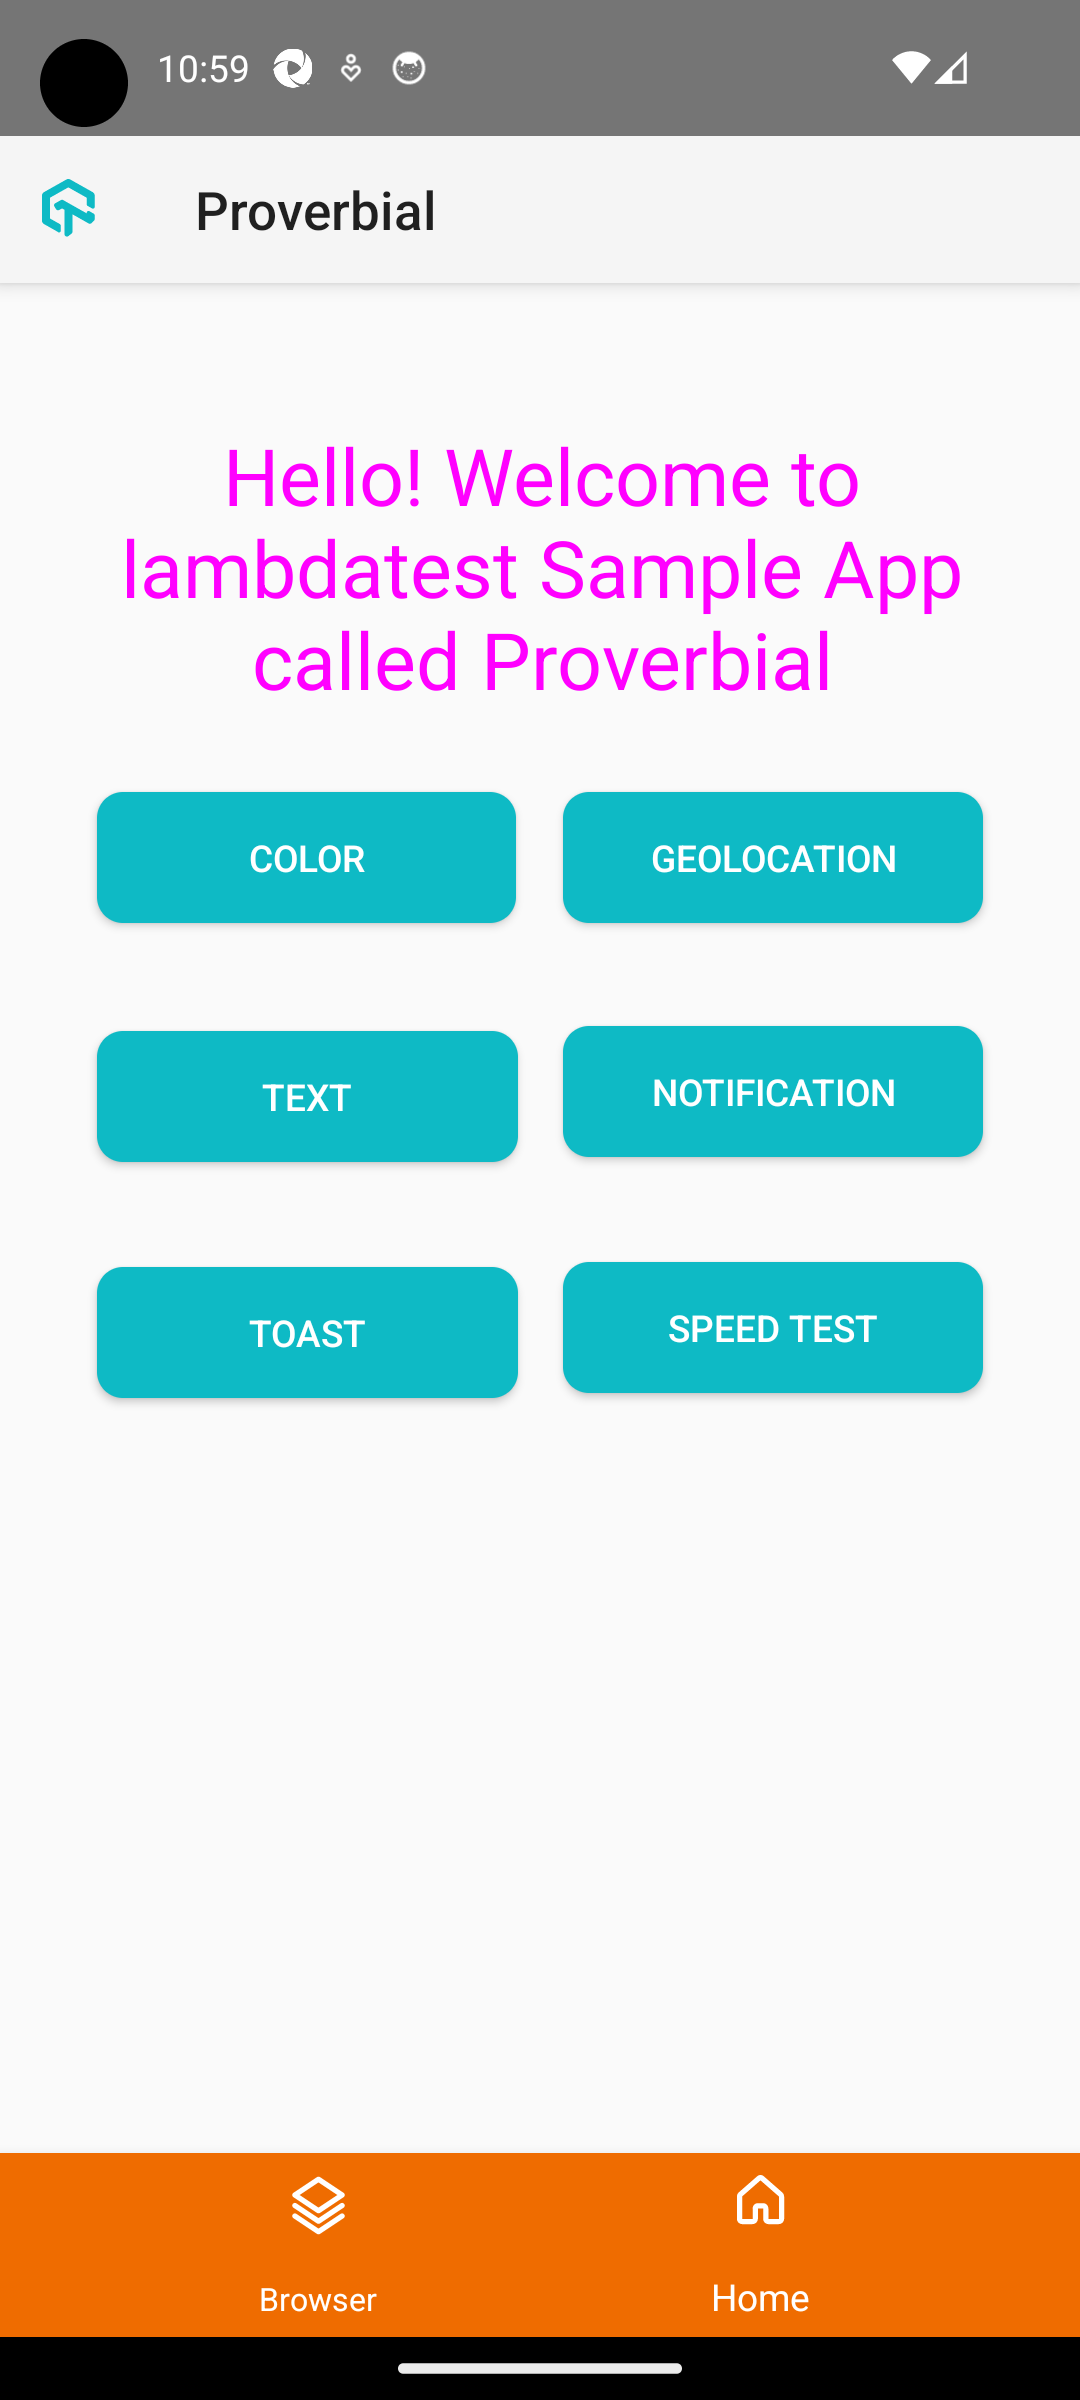 10:59
Proverbial
Hello! Welcome to
lambdatest Sample App
called Proverbial
COLOR
GEOLOCATION
TEXT
NOTIFICATION
TOAST
SPEED TEST
Browser
Home